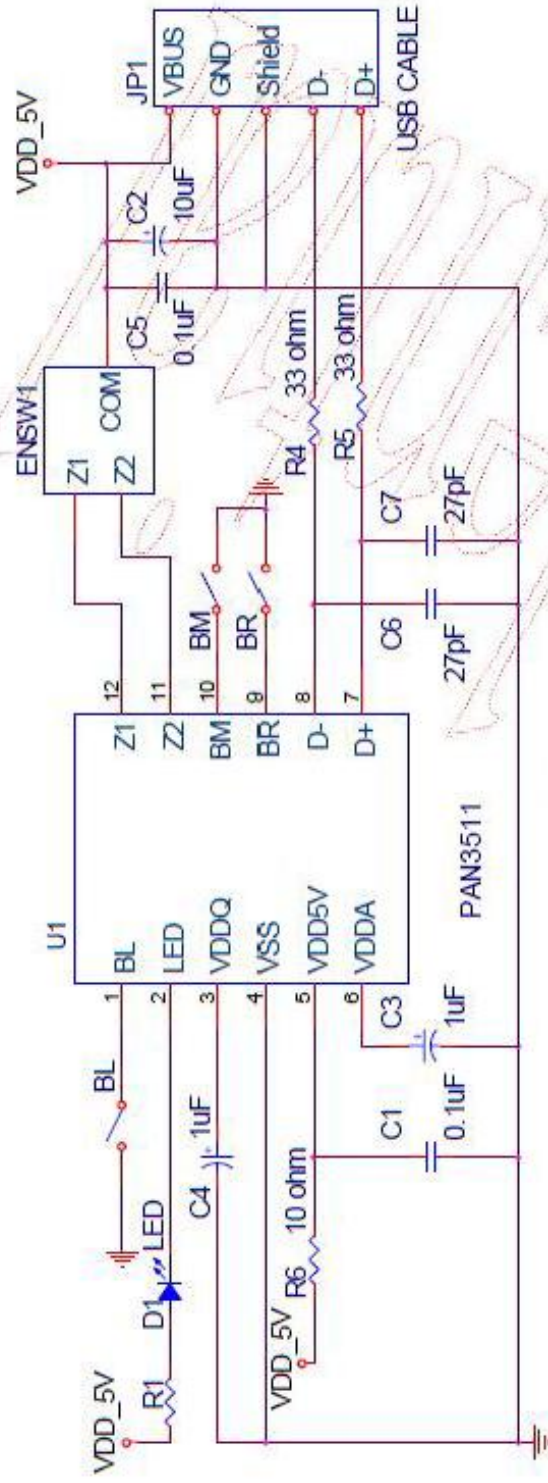 VDD_5V
R1
D1
LED
BL
C4
1uF
VDD_5V
R6
10 ohm
C1
0.1uF
C3
1uF
U1
1
BL
2
LED
3
VDDQ
4
VSS
5
VDD5V
6
VDDA
Z1
12
Z2
11
BM
10
BR
9
D-
8
D+
7
PAN3511
BM
BR
ENSW1
Z1
Z2
COM
C6
27pF
C7
27pF
R4
33 ohm
R5
33 ohm
C5
0.1uF
C2
10uF
VDD_5V
JP1
VBUS
GND
Shield
D-
D+
USB CABLE